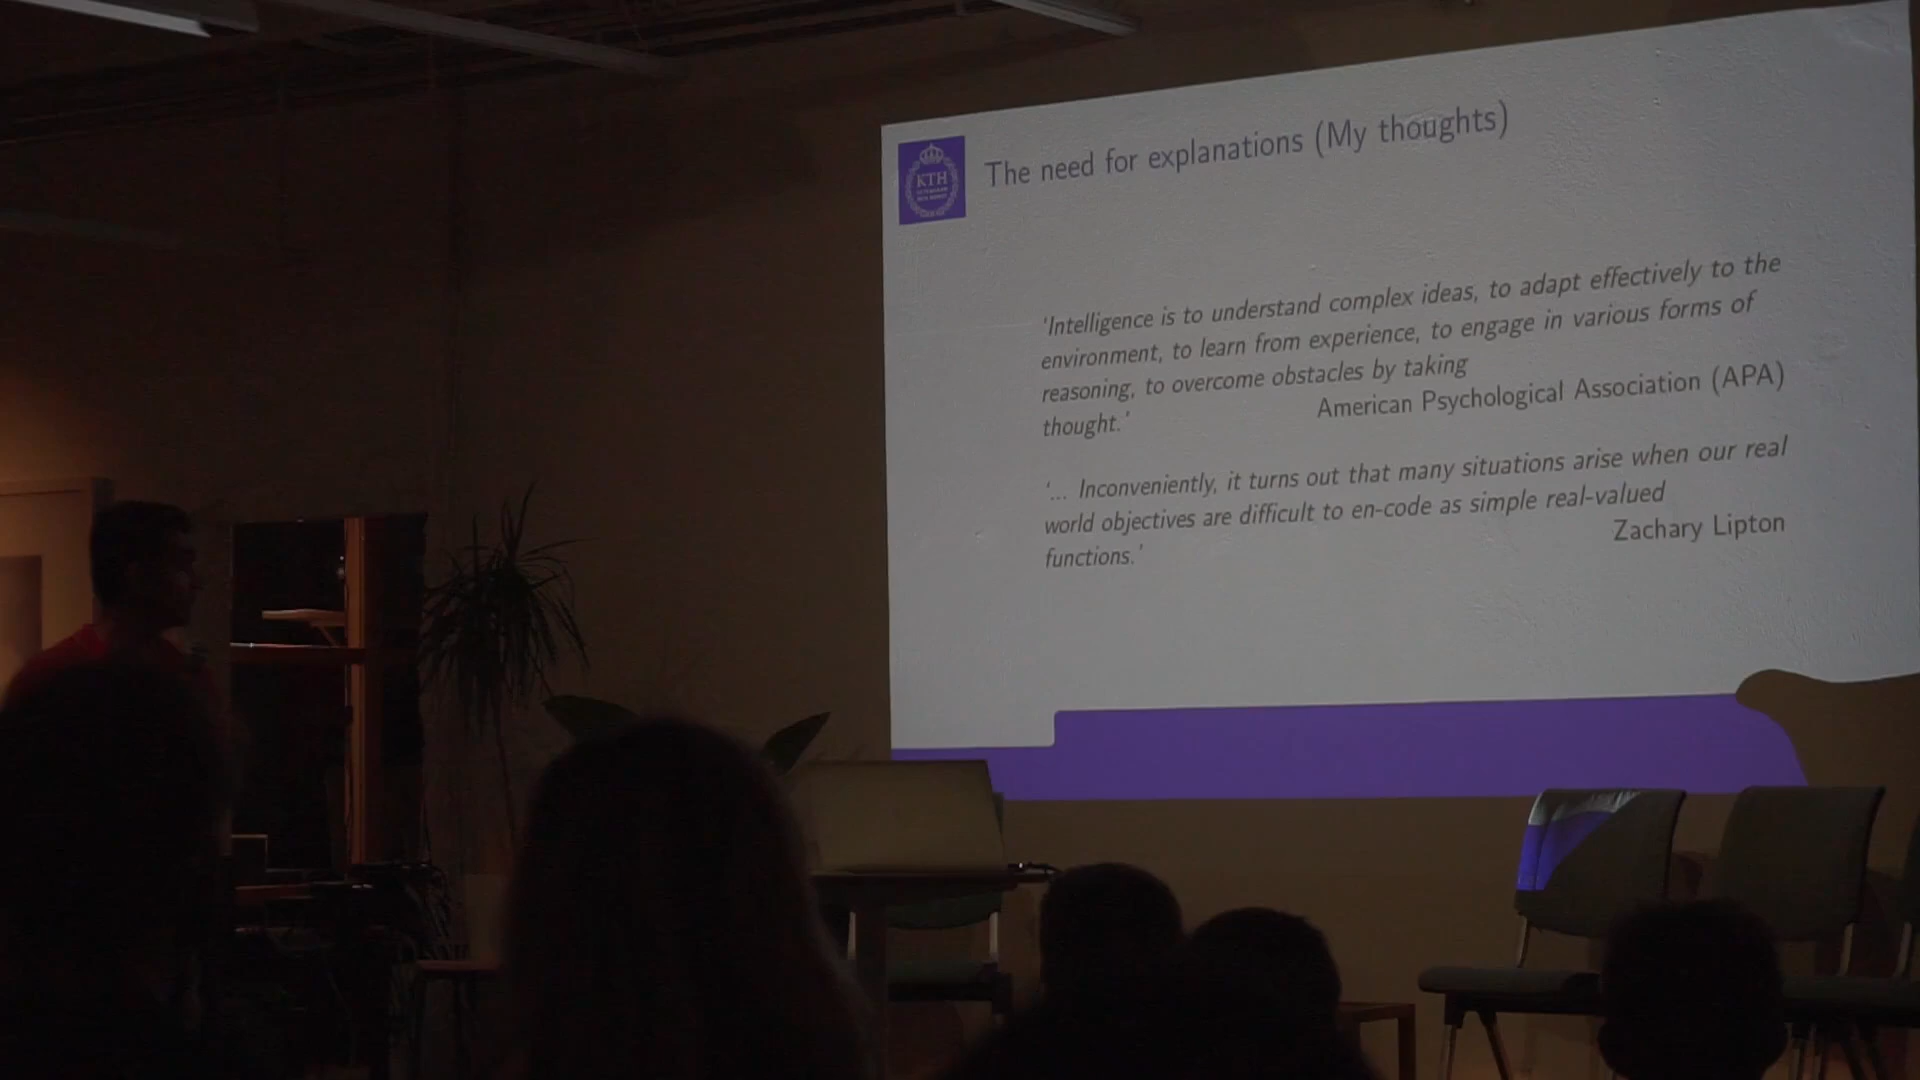 KTH
The need for explanations (My thoughts)
‘Intelligence is to understand complex ideas, to adapt effectively to the
environment, to learn from experience, to engage in various forms of
reasoning, to overcome obstacles by taking
thought.’
American Psychological Association (APA)
‘... Inconveniently, it turns out that many situations arise when our real
world objectives are difficult to en-code as simple real-valued
functions.’
Zachary Lipton